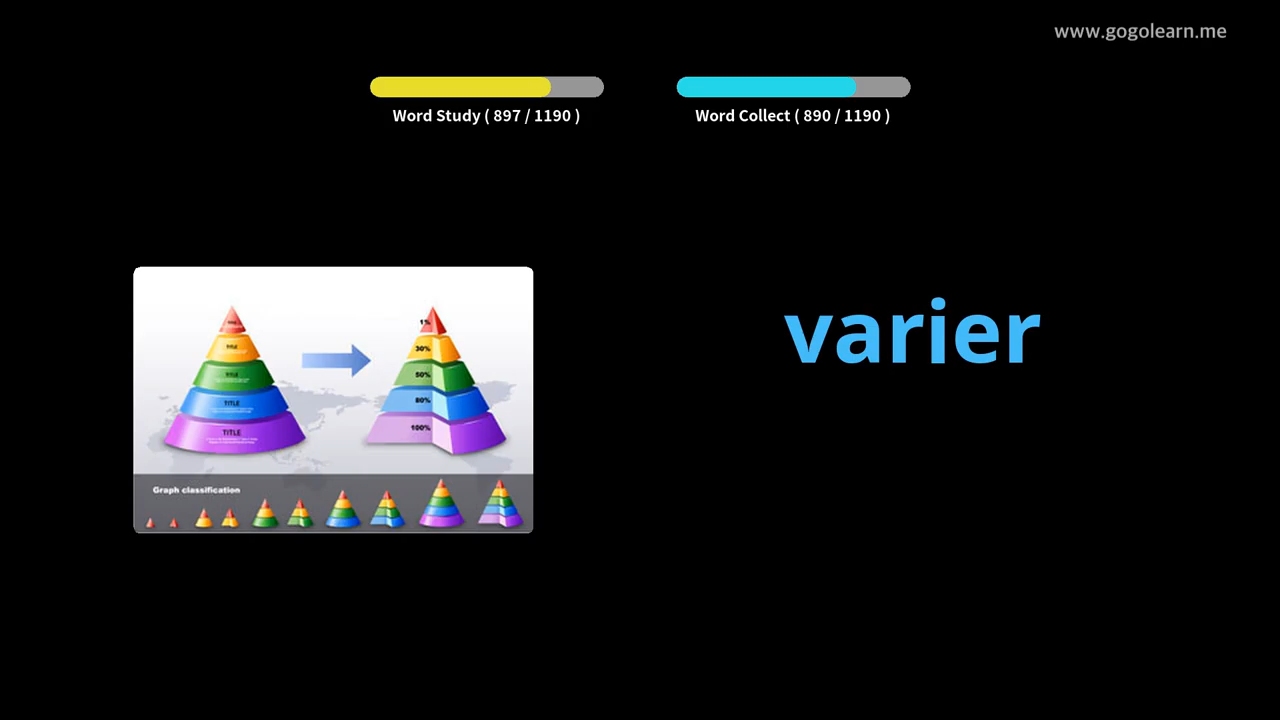 www.gogolearn.me
Word Study ( 897 / 1190 )
Word Collect ( 890 / 1190 )
varier
TITLE
TITLE
TITLE
TITLE
1%
30%
50%
80%
100%
Graph classification